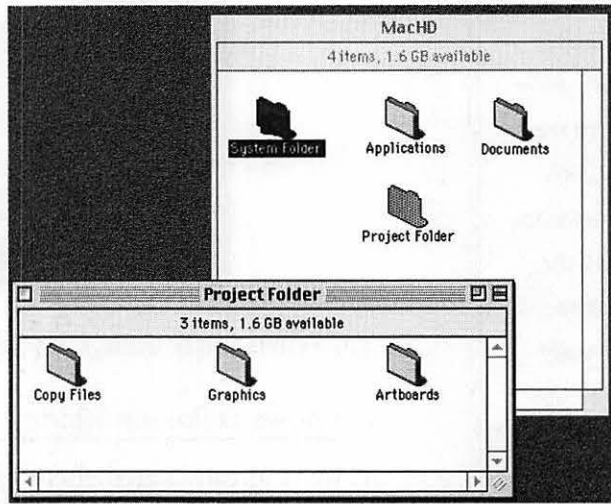 MacHD
4 items, 1.6 GB available
System Folder
Applications
Documents
Project Folder
Project Folder
3 items, 1.6 GB available
Copy Files
Graphics
Artboards